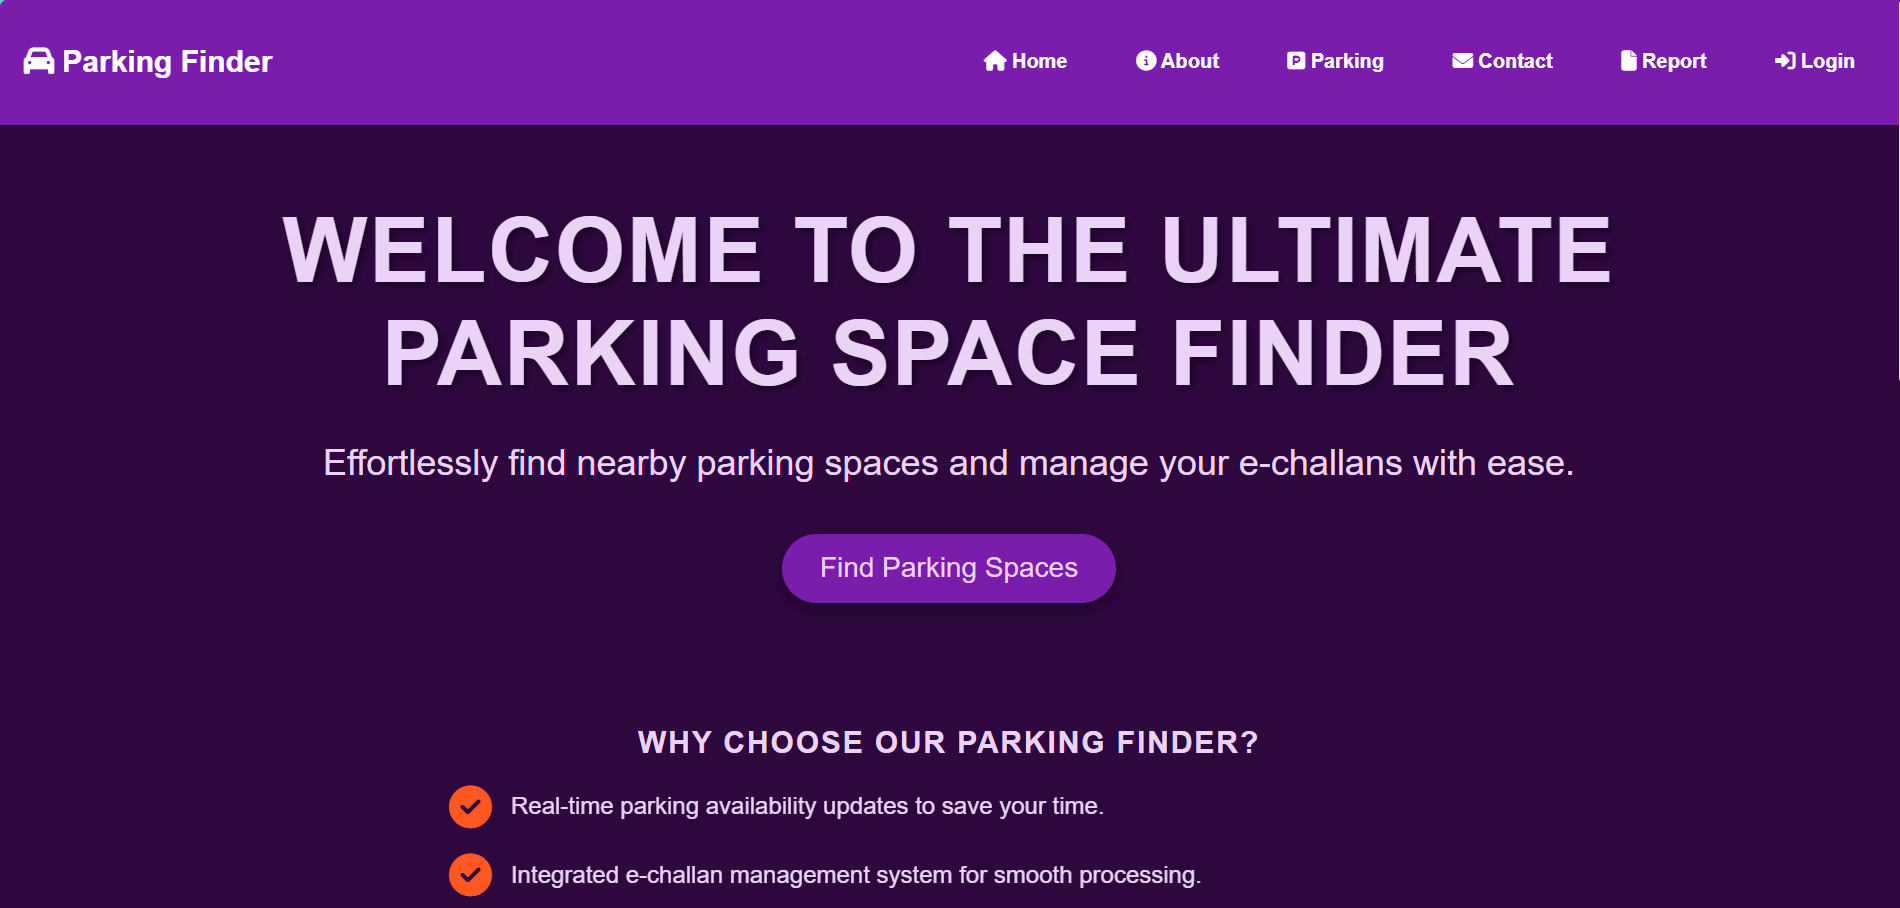 Parking Finder
Home
About
Parking
Contact
Report
Login
WELCOME TO THE ULTIMATE
PARKING SPACE FINDER
Effortlessly find nearby parking spaces and manage your e-challans with ease.
Find Parking Spaces
WHY CHOOSE OUR PARKING FINDER?
Real-time parking availability updates to save your time.
Integrated e-challan management system for smooth processing.